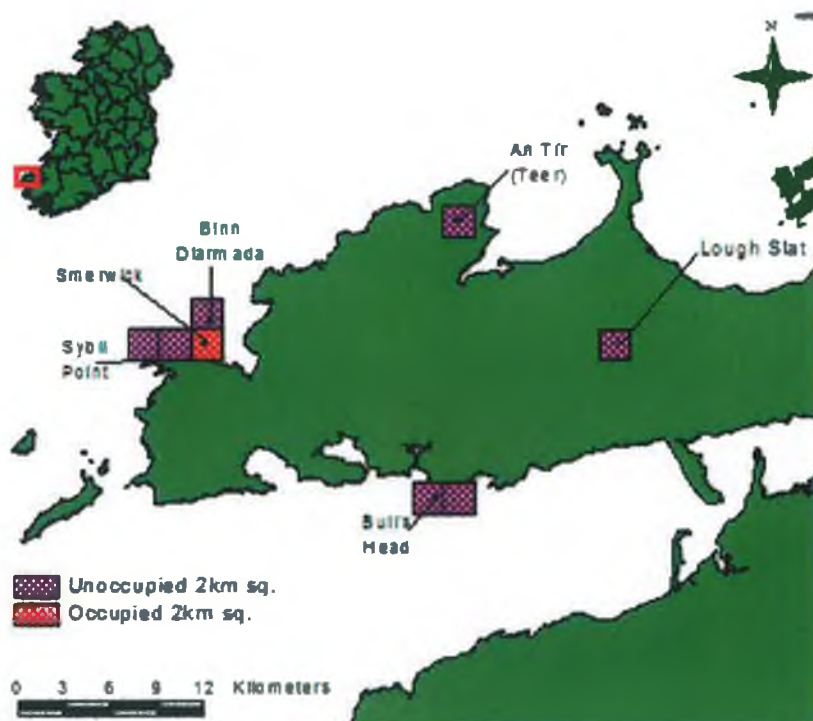 N
An Tír
(Teer)
Binn
Diarmada
Smerwick
Lough Slat
Sybil
Point
Bulls
Head
Unoccupied 2km sq.
Occupied 2km sq.
0 3 6 9 12 Kilometers